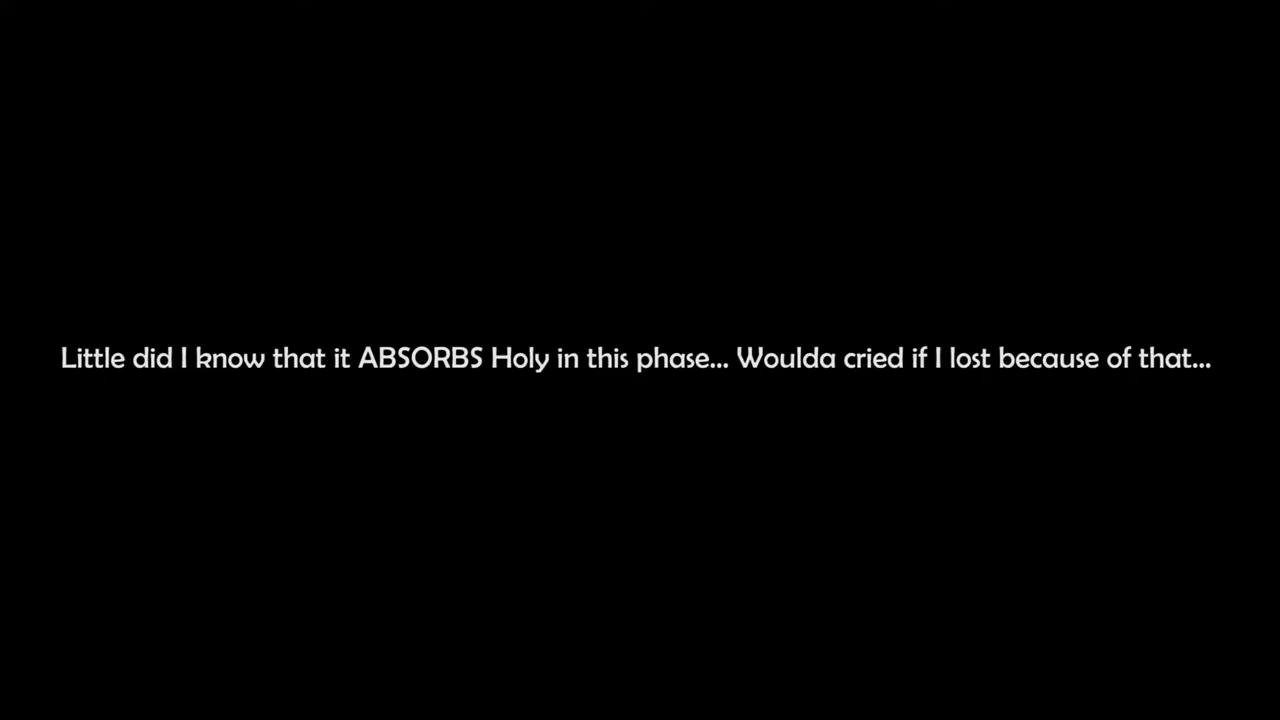 Little did I know that it ABSORBS Holy in this phase... Woulda cried if I lost because of that...